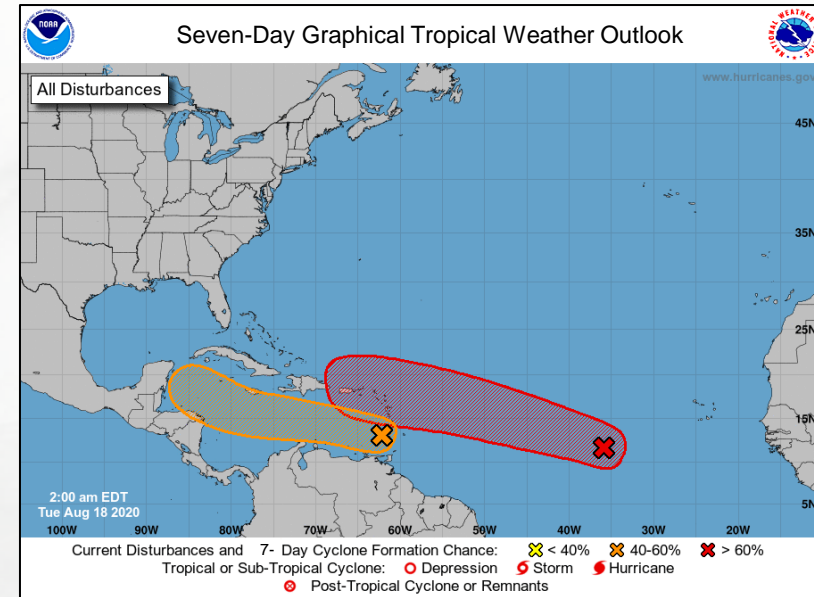 NOAA
Seven-Day Graphical Tropical Weather Outlook
All Disturbances
www.hurricanes.gov
45N
35N
25N
15N
5N
2:00 am EDT
Tue Aug 18 2020
100W 90W 80W 70W 60W 50W 40W 30W 20W
Current Disturbances and 7- Day Cyclone Formation Chance: < 40% 40-60% > 60%
Tropical or Sub-Tropical Cyclone: Depression Storm Hurricane
Post-Tropical Cyclone or Remnants